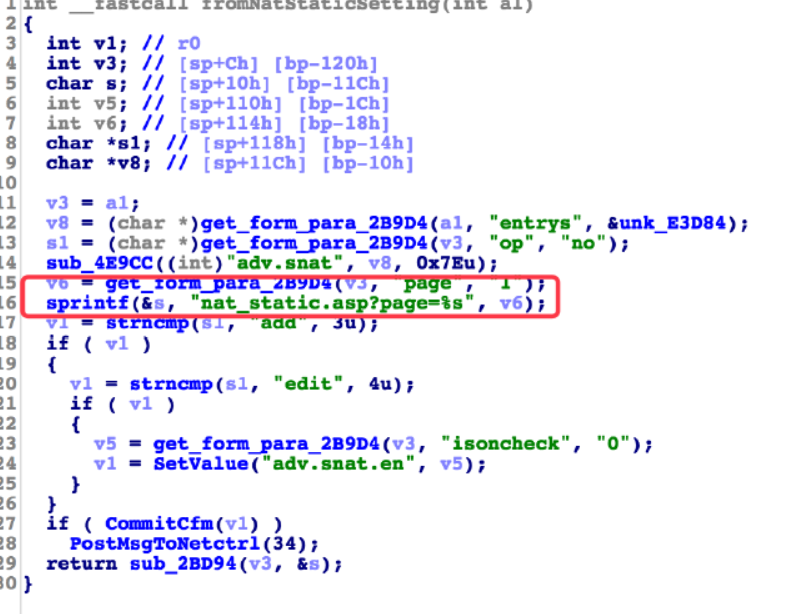 1 int __fastcall fromNatStaticSetting(int a1)
2 {
3 int v1; // r0
4 int v3; // [sp+Ch] [bp-120h]
5 char s; // [sp+10h] [bp-11Ch]
6 int v5; // [sp+110h] [bp-1Ch]
7 int v6; // [sp+114h] [bp-18h]
8 char *s1; // [sp+118h] [bp-14h]
9 char *v8; // [sp+11Ch] [bp-10h]
10
11 v3 = a1;
12 v8 = (char *)get_form_para_2B9D4(a1, "entrys", &unk_E3D84);
13 s1 = (char *)get_form_para_2B9D4(v3, "op", "no");
14 sub_4E9CC((int)"adv.snat", v8, 0x7Eu);
15 v6 = get_form_para_2B9D4(v3, "page", "1");
16 sprintf(&s, "nat_static.asp?page=%s", v6);
17 v1 = strncmp(s1, "add", 3u);
18 if ( v1 )
19 {
20 v1 = strncmp(s1, "edit", 4u);
21 if ( v1 )
22 {
23 v5 = get_form_para_2B9D4(v3, "isoncheck", "0");
24 v1 = SetValue("adv.snat.en", v5);
25 }
26 }
27 if ( CommitCfm(v1) )
28 PostMsgToNetctrl(34);
29 return sub_2BD94(v3, &s);
30 }